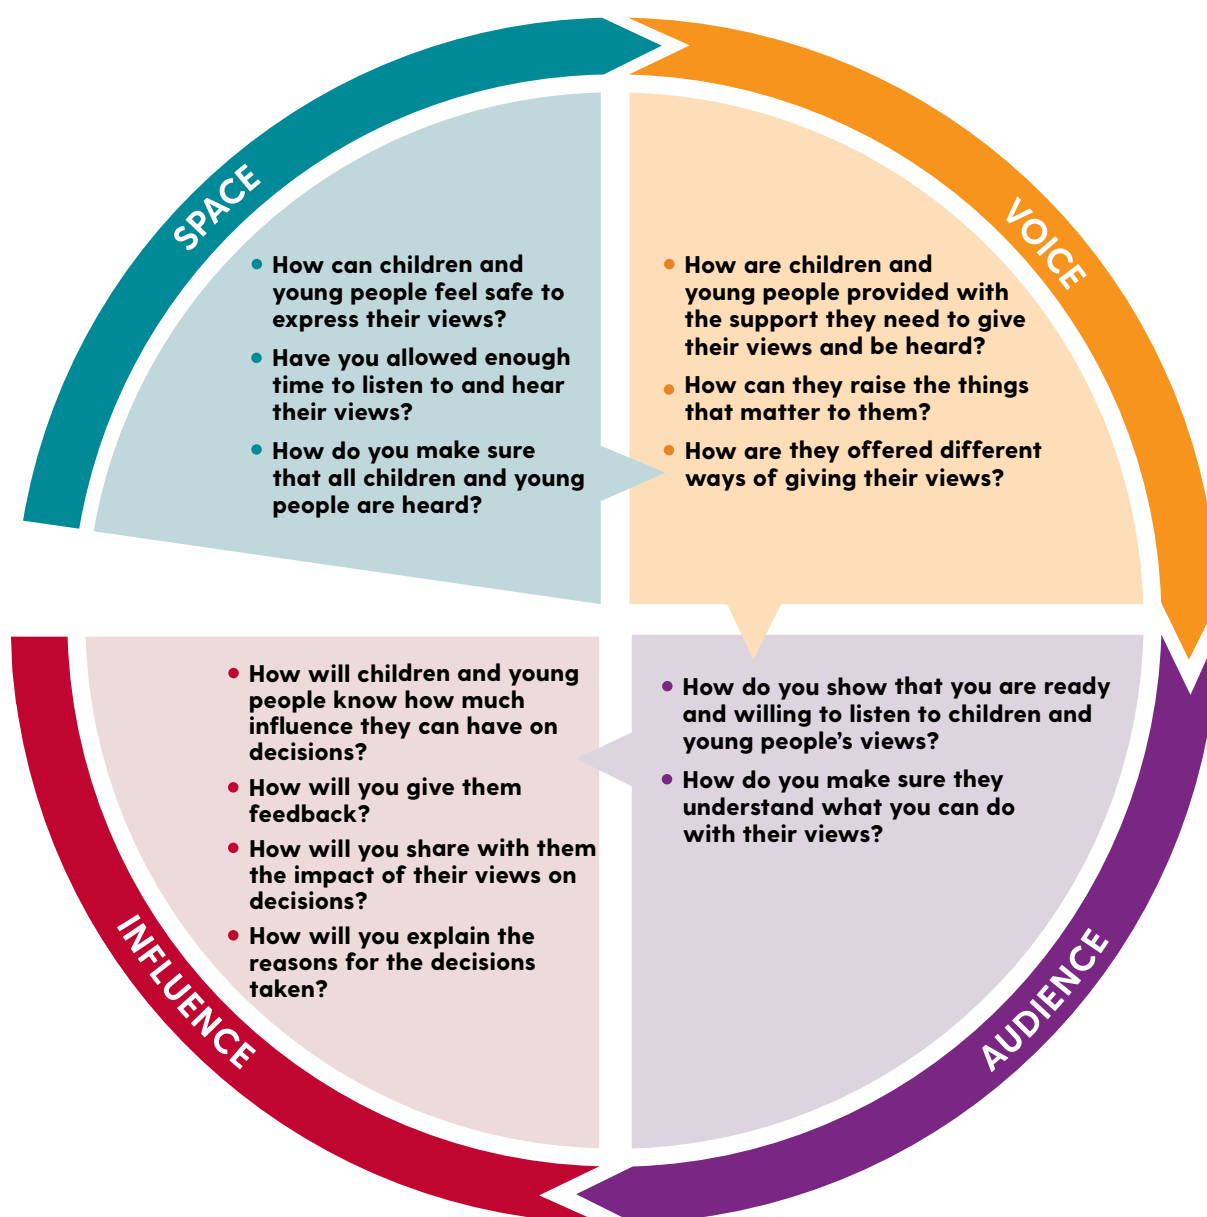 SPACE
How can children and
young people feel safe to
express their views?
Have you allowed enough
time to listen to and hear
their views?
How do you make sure
that all children and young
people are heard?
VOICE
How are children and
young people provided with
the support they need to give
their views and be heard?
How can they raise the things
that matter to them?
How are they offered different
ways of giving their views?
AUDIENCE
How do you show that you are ready
and willing to listen to children and
young people’s views?
How do you make sure they
understand what you can do
with their views?
INFLUENCE
How will children and young
people know how much
influence they can have on
decisions?
How will you give them
feedback?
How will you share with them
the impact of their views on
decisions?
How will you explain the
reasons for the decisions
taken?